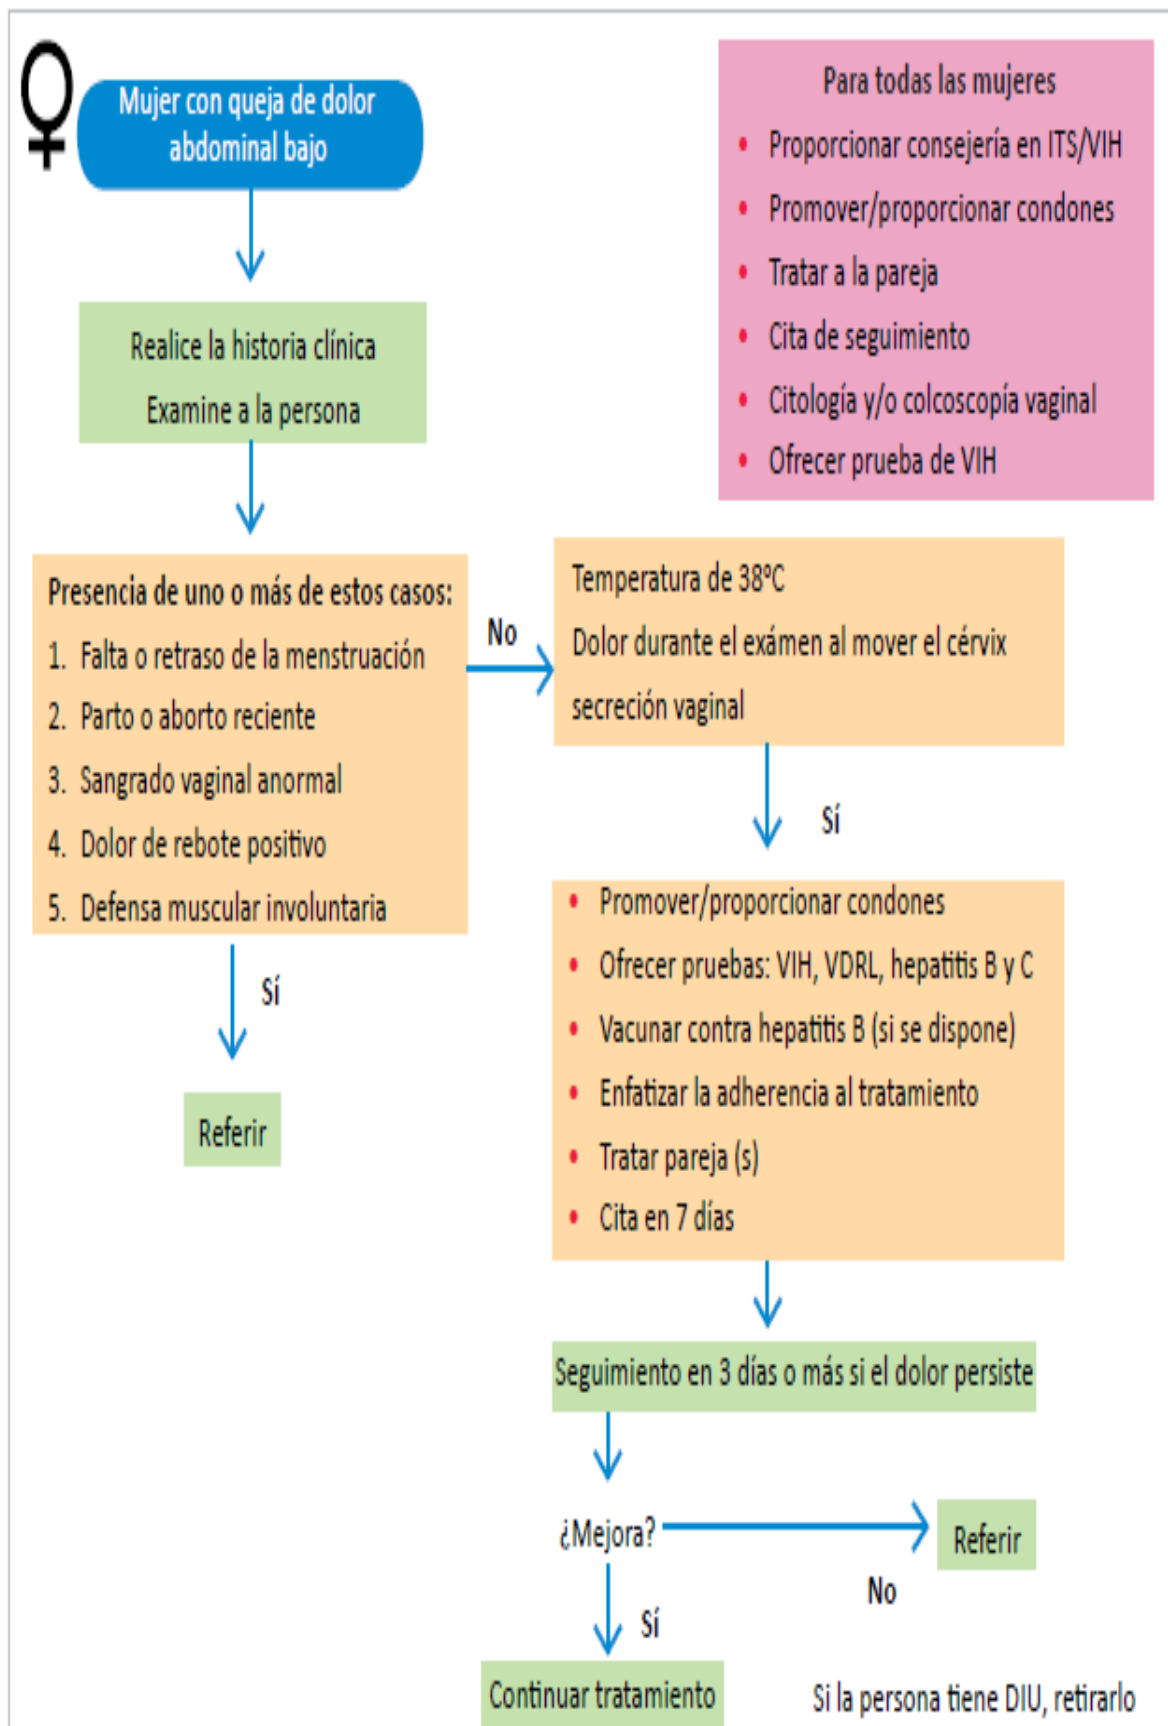 Mujer con queja de dolor
abdominal bajo
Para todas las mujeres
• Proporcionar consejería en ITS/VIH
• Promover/proporcionar condones
• Tratar a la pareja
• Cita de seguimiento
• Citología y/o colcoscopía vaginal
• Ofrecer prueba de VIH
Realice la historia clínica
Examine a la persona
Presencia de uno o más de estos casos:
1. Falta o retraso de la menstruación
2. Parto o aborto reciente
3. Sangrado vaginal anormal
4. Dolor de rebote positivo
5. Defensa muscular involuntaria
No
Temperatura de 38ºC
Dolor durante el exámen al mover el cérvix
secreción vaginal
Sí
Referir
Sí
• Promover/proporcionar condones
• Ofrecer pruebas: VIH, VDRL, hepatitis B y C
• Vacunar contra hepatitis B (si se dispone)
• Enfatizar la adherencia al tratamiento
• Tratar pareja (s)
• Cita en 7 días
Seguimiento en 3 días o más si el dolor persiste
¿Mejora?
No
Referir
Sí
Continuar tratamiento
Si la persona tiene DIU, retirarlo